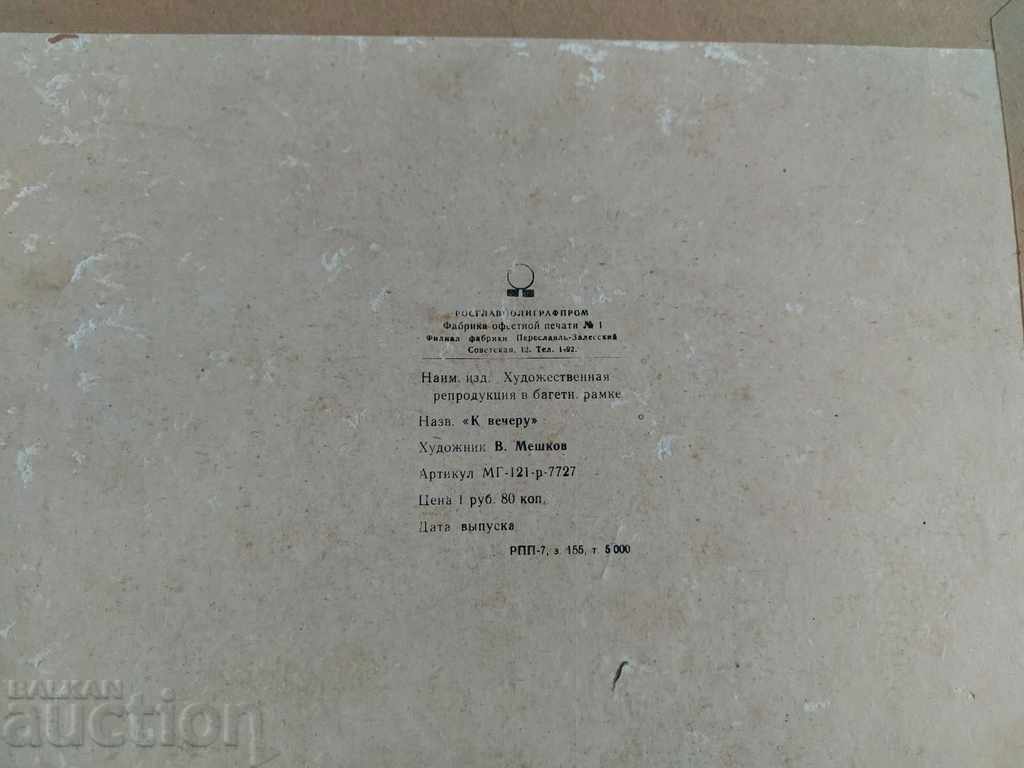 РОСГЛАВПОЛИГРАФПРОМ
Фабрика офсетной печати № 1
Филиал фабрики Переславль-Залесский
Советская, 12. Тел. 1-92.
Наим. изд. Художественная
репродукция в багетн. рамке
Назв. «К вечеру»
Художник В. Мешков
Артикул МГ-121-р-7727
Цена 1 руб. 80 коп.
Дата выпуска
РПП-7, з. 155, т. 5 000
BALKAN
auction